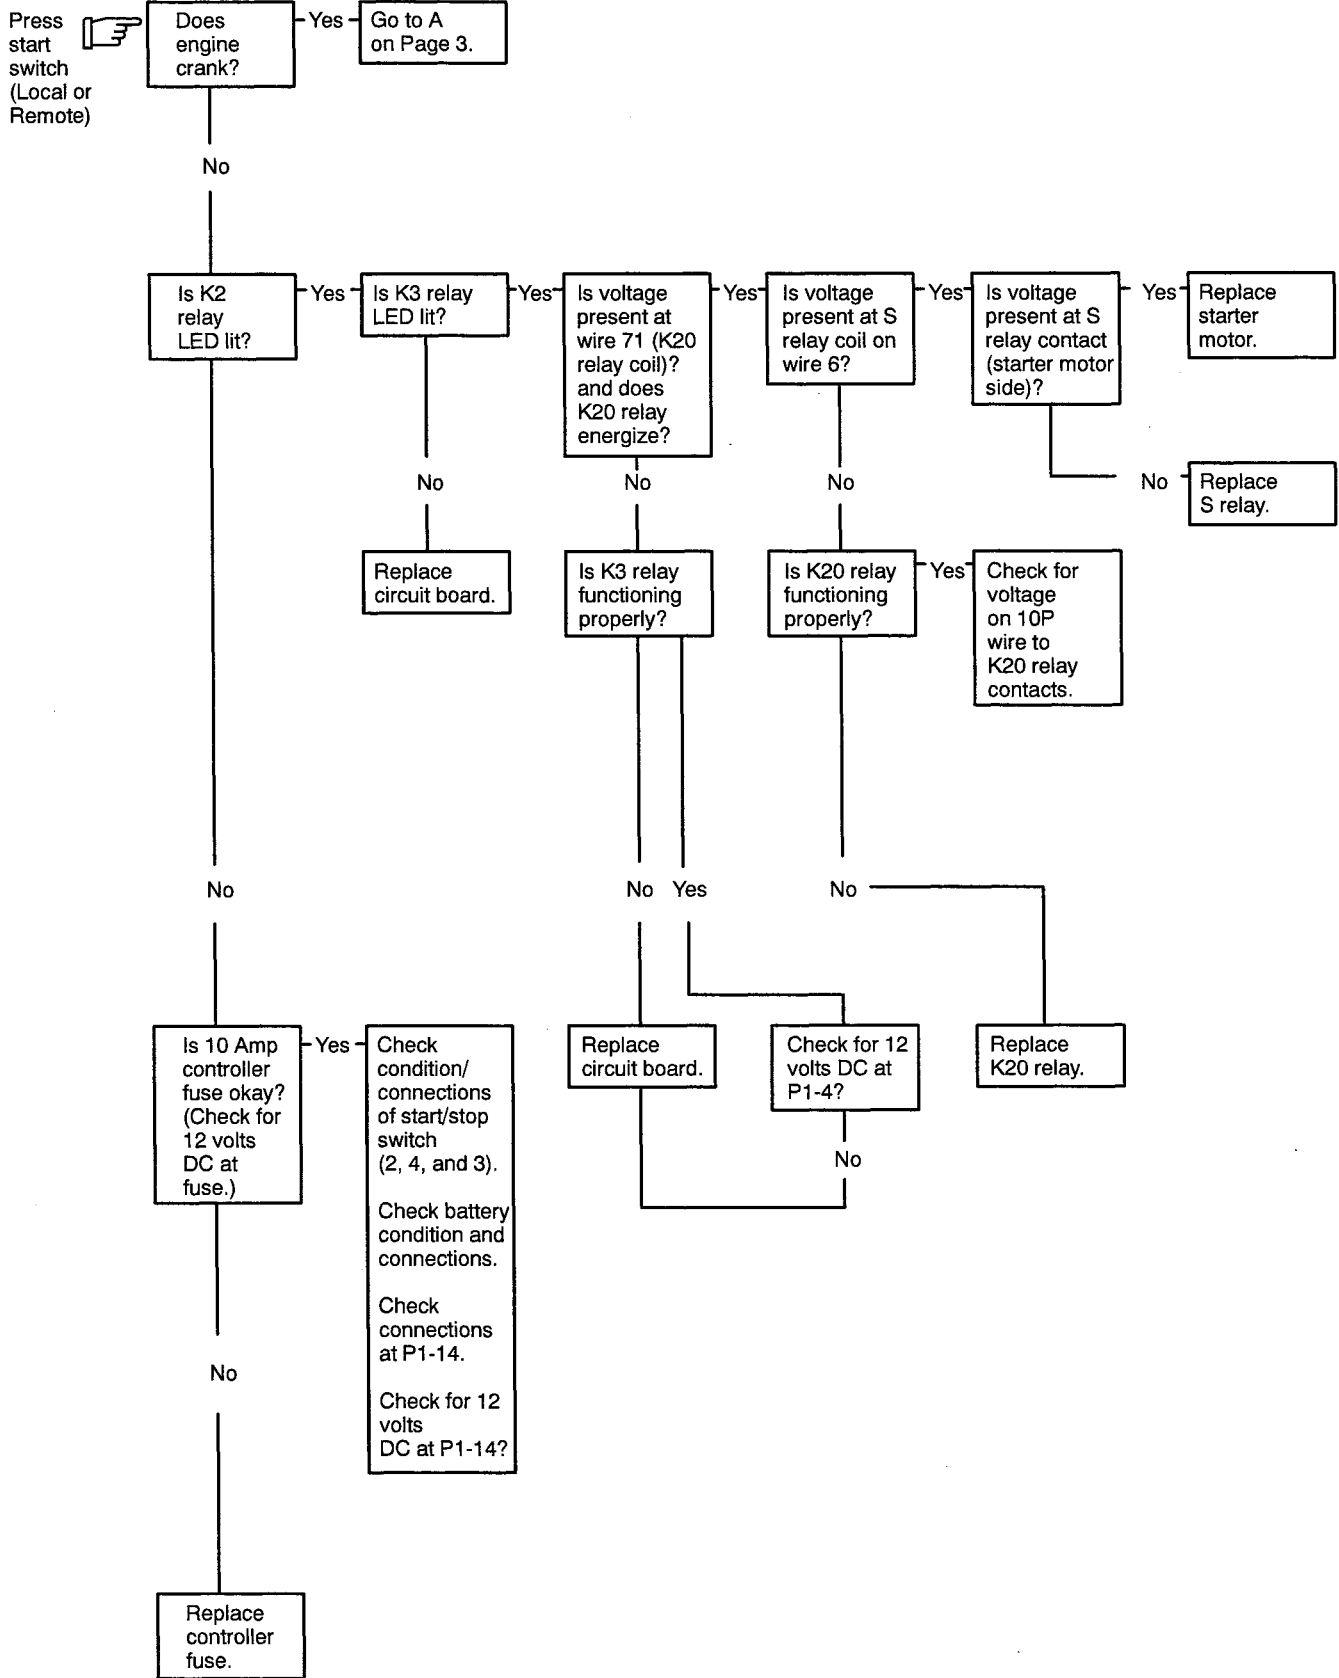 Press
start
switch
(Local or
Remote)
Does
engine
crank?
Yes
Go to A
on Page 3.
No
Is K2
relay
LED lit?
Yes
Is K3 relay
LED lit?
Yes
Is voltage
present at
wire 71 (K20
relay coil)?
and does
K20 relay
energize?
Yes
Is voltage
present at S
relay coil on
wire 6?
Yes
Is voltage
present at S
relay contact
(starter motor
side)?
Yes
Replace
starter
motor.
No
No
No
No
Replace
S relay.
Replace
circuit board.
Is K3 relay
functioning
properly?
Is K20 relay
functioning
properly?
Yes
Check for
voltage
on 10P
wire to
K20 relay
contacts.
No
No
Yes
No
Is 10 Amp
controller
fuse okay?
(Check for
12 volts
DC at
fuse.)
Yes
Check
condition/
connections
of start/stop
switch
(2, 4, and 3).
Check battery
condition and
connections.
Check
connections
at P1-14.
Check for 12
volts
DC at P1-14?
Replace
circuit board.
Check for 12
volts DC at
P1-4?
Replace
K20 relay.
No
No
Replace
controller
fuse.